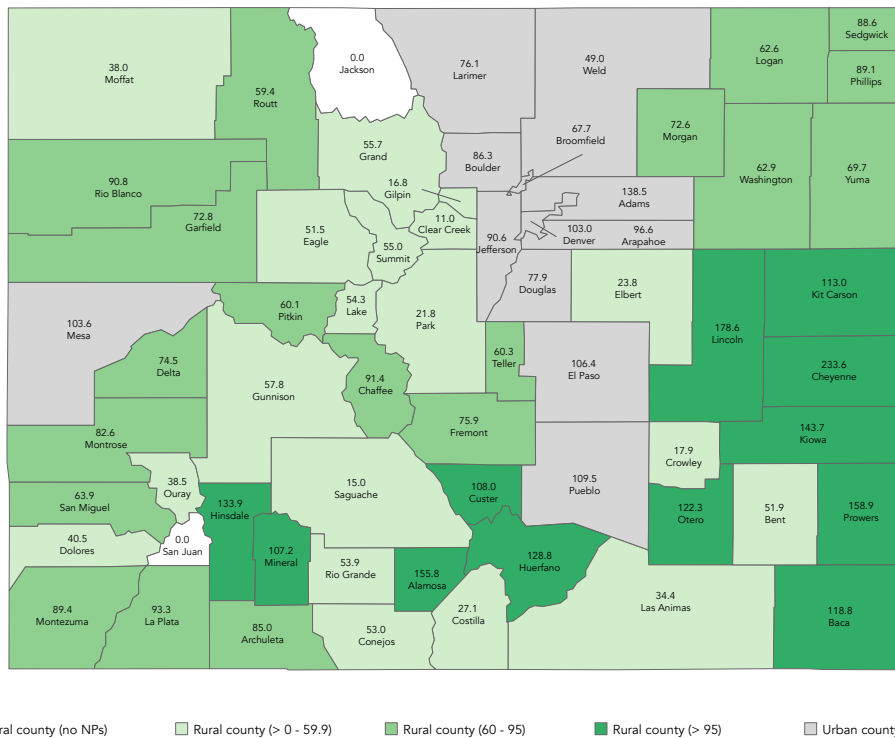 88.6
Sedgwick
0.0
Jackson
62.6
Logan
38.0
Moffat
76.1
Larimer
49.0
Weld
89.1
Phillips
59.4
Routt
72.6
Morgan
67.7
Broomfield
55.7
Grand
86.3
Boulder
62.9
Washington
69.7
Yuma
90.8
Rio Blanco
16.8
Gilpin
138.5
Adams
72.8
Garfield
11.0
Clear Creek
51.5
Eagle
103.0
Denver
96.6
Arapahoe
90.6
Jefferson
55.0
Summit
77.9
Douglas
23.8
Elbert
113.0
Kit Carson
60.1
Pitkin
54.3
Lake
21.8
Park
103.6
Mesa
178.6
Lincoln
60.3
Teller
74.5
Delta
106.4
El Paso
233.6
Cheyenne
91.4
Chaffee
57.8
Gunnison
75.9
Fremont
143.7
Kiowa
82.6
Montrose
17.9
Crowley
38.5
Ouray
15.0
Saguache
108.0
Custer
109.5
Pueblo
63.9
San Miguel
133.9
Hinsdale
122.3
Otero
51.9
Bent
158.9
Prowers
40.5
Dolores
0.0
San Juan
107.2
Mineral
53.9
Rio Grande
155.8
Alamosa
128.8
Huerfano
34.4
Las Animas
89.4
Montezuma
93.3
La Plata
27.1
Costilla
118.8
Baca
85.0
Archuleta
53.0
Conejos
ral county (no NPs) Rural county (> 0 - 59.9) Rural county (60 - 95) Rural county (> 95) Urban coun